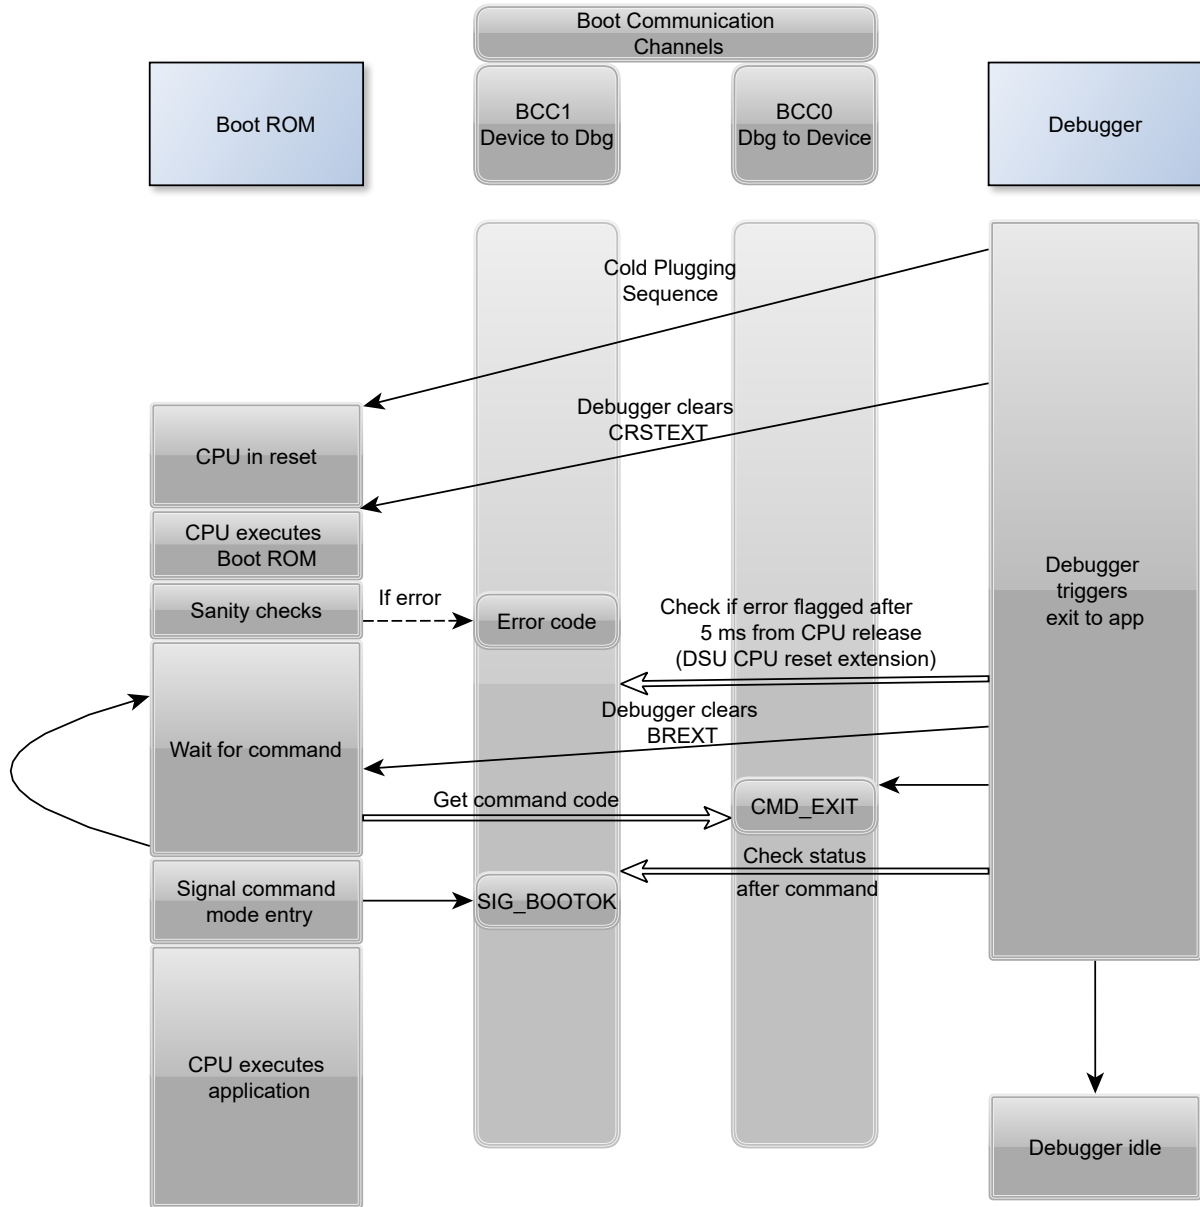 Boot Communication
Channels
Boot ROM
BCC1
Device to Dbg
BCC0
Dbg to Device
Debugger
Cold Plugging
Sequence
Debugger clears
CRSTEXT
CPU in reset
CPU executes
Boot ROM
Sanity checks
If error
Error code
Check if error flagged after
5 ms from CPU release
(DSU CPU reset extension)
Debugger
triggers
exit to app
Debugger clears
BREXT
Wait for command
Get command code
CMD_EXIT
Check status
after command
Signal command
mode entry
SIG_BOOTOK
CPU executes
application
Debugger idle